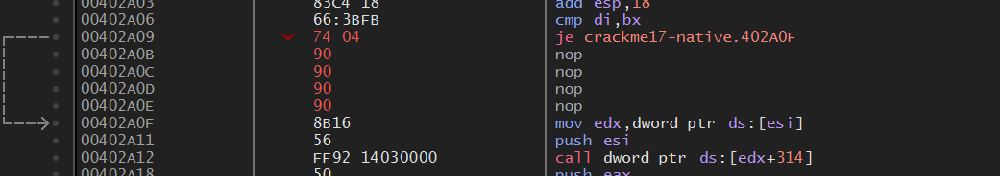 00402A03 83C4 18 add esp,18
00402A06 66:3BFB cmp di,bx
00402A09 74 04 je crackme17-native.402A0F
00402A0B 90 nop
00402A0C 90 nop
00402A0D 90 nop
00402A0E 90 nop
00402A0F 8B16 mov edx,dword ptr ds:[esi]
00402A11 56 push esi
00402A12 FF92 14030000 call dword ptr ds:[edx+314]
00402A18 50 push eax